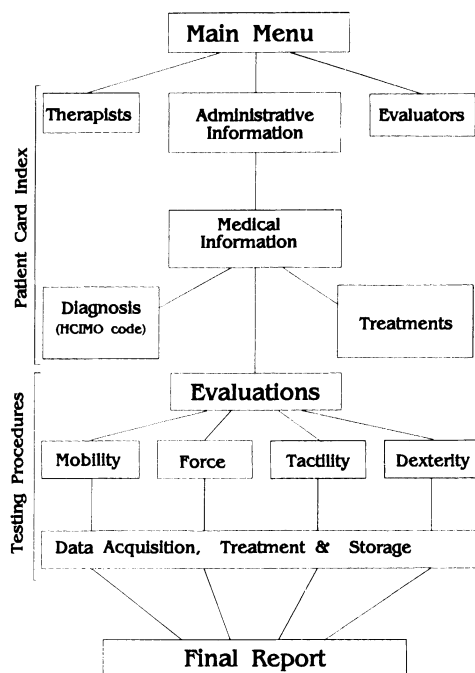 Main Menu
Therapists
Administrative
Information
Evaluators
Patient Card Index
Medical
Information
Diagnosis
(HCIMO code)
Treatments
Evaluations
Testing Procedures
Mobility
Force
Tactility
Dexterity
Data Acquisition, Treatment & Storage
Final Report